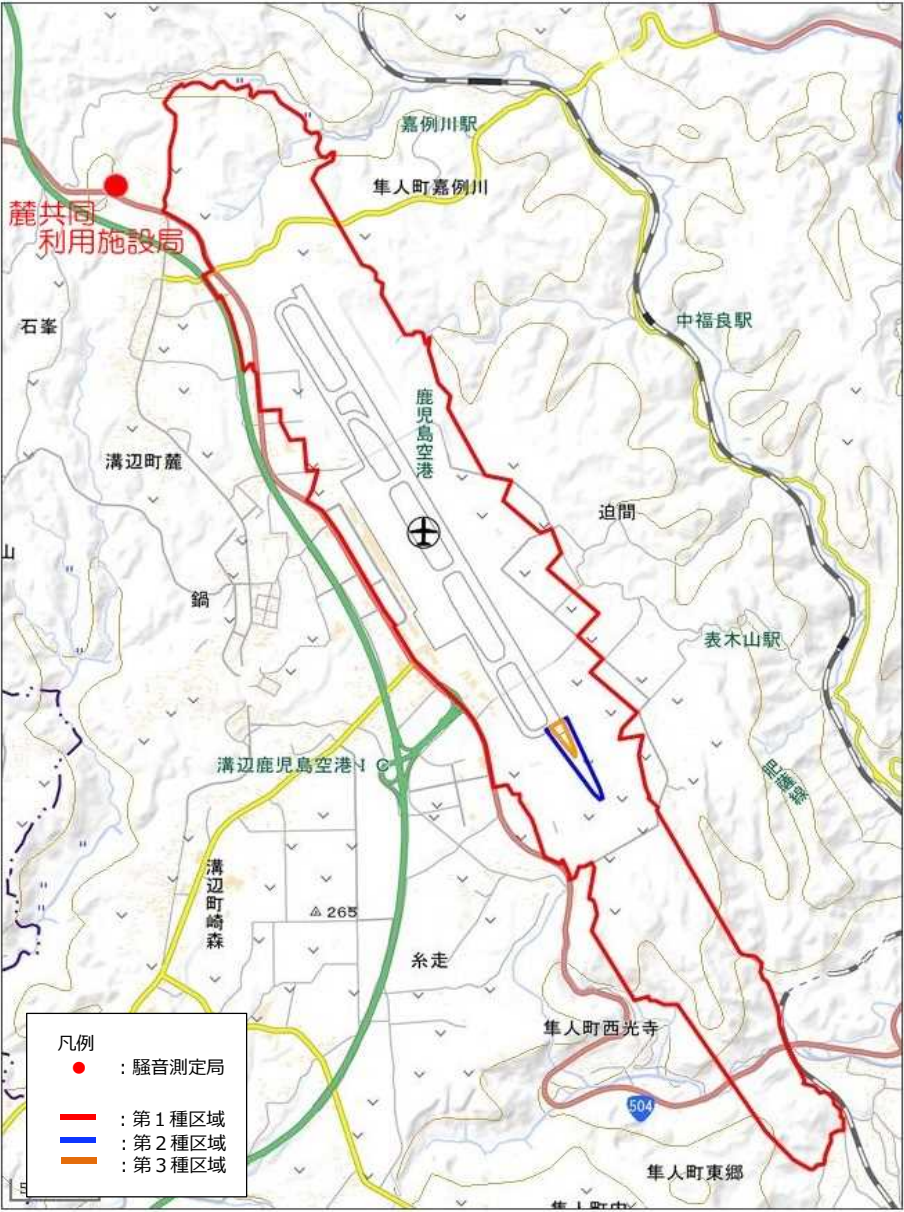 嘉例川駅
隼人町嘉例川
麓共同
利用施設局
石峯
中福良駅
鹿児島空港
溝辺町麓
迫間
山
鍋
表木山駅
溝辺鹿児島空港IC
肥薩線
溝辺町崎森
265
糸走
隼人町西光寺
504
隼人町東郷
凡例
：騒音測定局
：第１種区域
：第２種区域
：第３種区域